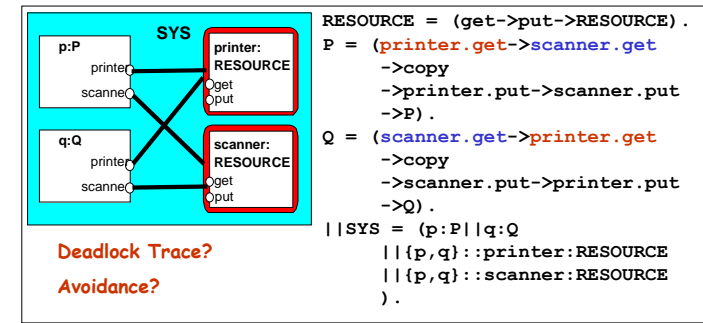 SYS
p:P
printer
scanner
printer:
RESOURCE
get
put
q:Q
printer
scanner
scanner:
RESOURCE
get
put
Deadlock Trace?
Avoidance?
RESOURCE = (get->put->RESOURCE).
P = (printer.get->scanner.get
->copy
->printer.put->scanner.put
->P).
Q = (scanner.get->printer.get
->copy
->scanner.put->printer.put
->Q).
||SYS = (p:P||q:Q
||{p,q}::printer:RESOURCE
||{p,q}::scanner:RESOURCE
).